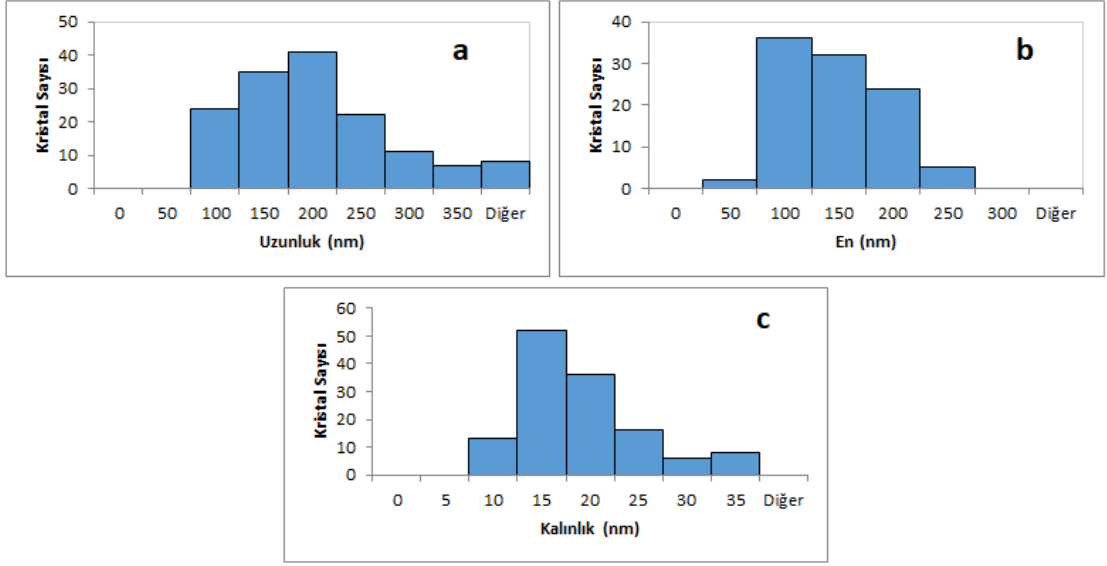 a
Kristal Sayısı
50
40
30
20
10
0
0 50 100 150 200 250 300 350 Diğer
Uzunluk (nm)
b
Kristal Sayısı
40
30
20
10
0
0 50 100 150 200 250 300 Diğer
En (nm)
c
Kristal Sayısı
60
50
40
30
20
10
0
0 5 10 15 20 25 30 35 Diğer
Kalınlık (nm)